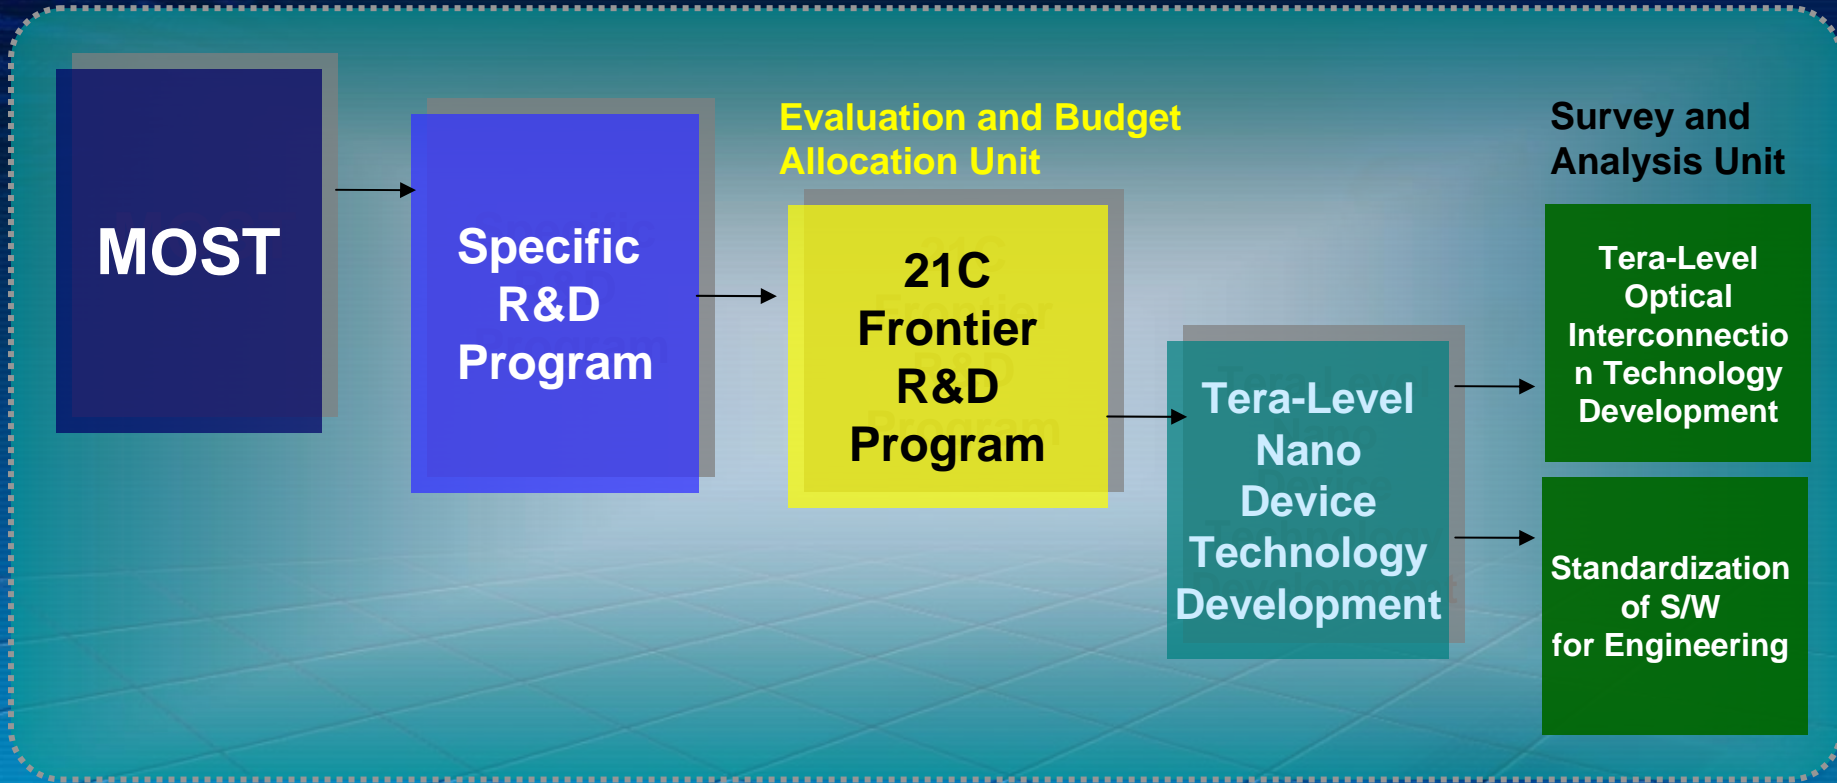 MOST
Specific
R&D
Program
Evaluation and Budget
Allocation Unit
21C
Frontier
R&D
Program
Tera-Level
Nano
Device
Technology
Development
Survey and
Analysis Unit
Tera-Level
Optical
Interconnectio
n Technology
Development
Standardization
of S/W
for Engineering